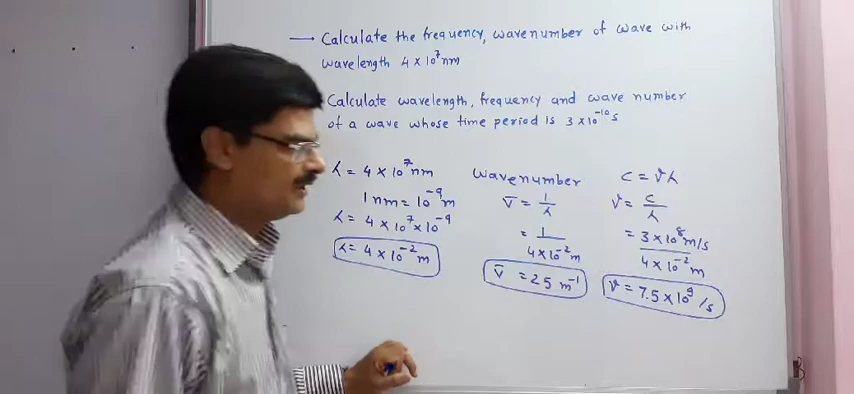 — Calculate the frequency, wavenumber of wave with
wavelength 4 × 10⁷ nm
Calculate wavelength, frequency and wave number
of a wave whose time period is 3 × 10⁻¹⁰ s
λ = 4 × 10⁷ nm
1 nm = 10⁻⁹ m
λ = 4 × 10⁷ × 10⁻⁹
λ = 4 × 10⁻² m
Wavenumber
ν̅ = 1/λ
= 1/4×10⁻² m
ν̅ = 25 m⁻¹
c = νλ
ν = c/λ
= 3×10⁸ m/s / 4×10⁻² m
ν = 7.5 × 10⁹ /s